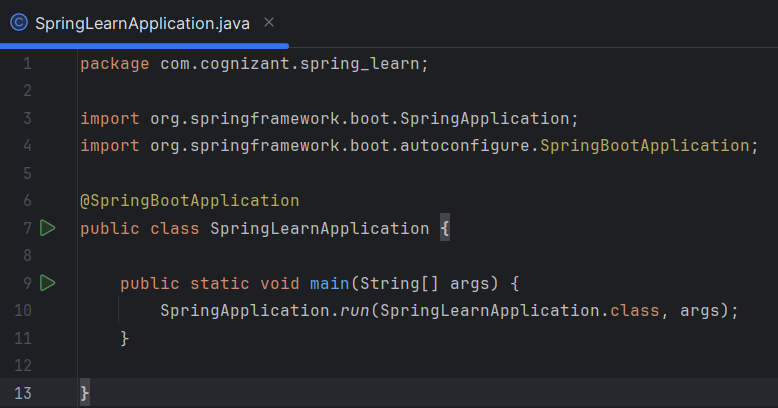 SpringLearnApplication.java
1 package com.cognizant.spring_learn;
2
3 import org.springframework.boot.SpringApplication;
4 import org.springframework.boot.autoconfigure.SpringBootApplication;
5
6 @SpringBootApplication
7 public class SpringLearnApplication {
8
9     public static void main(String[] args) {
10         SpringApplication.run(SpringLearnApplication.class, args);
11     }
12
13 }